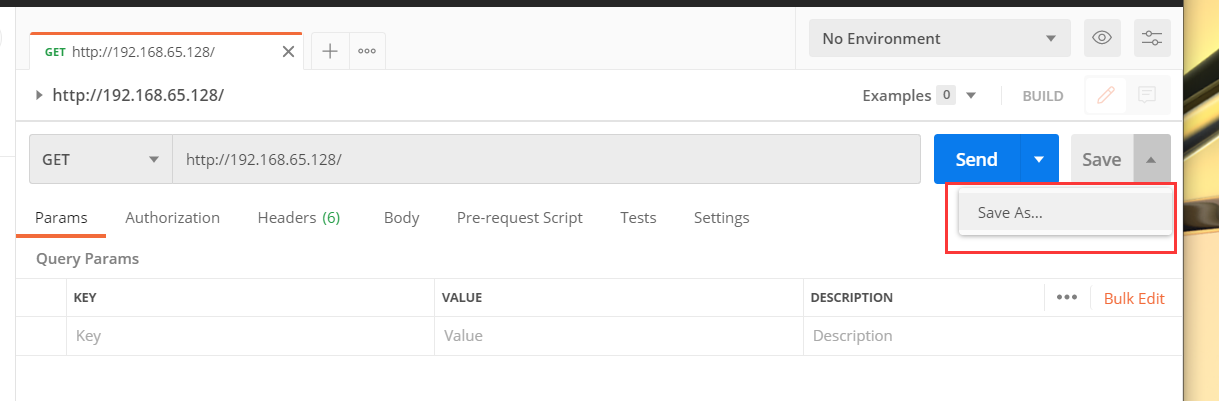 GET http://192.168.65.128/
No Environment
http://192.168.65.128/
Examples 0
BUILD
GET
http://192.168.65.128/
Send
Save
Save As...
Params Authorization Headers (6) Body Pre-request Script Tests Settings
Query Params
KEY VALUE DESCRIPTION
Bulk Edit
Key Value Description